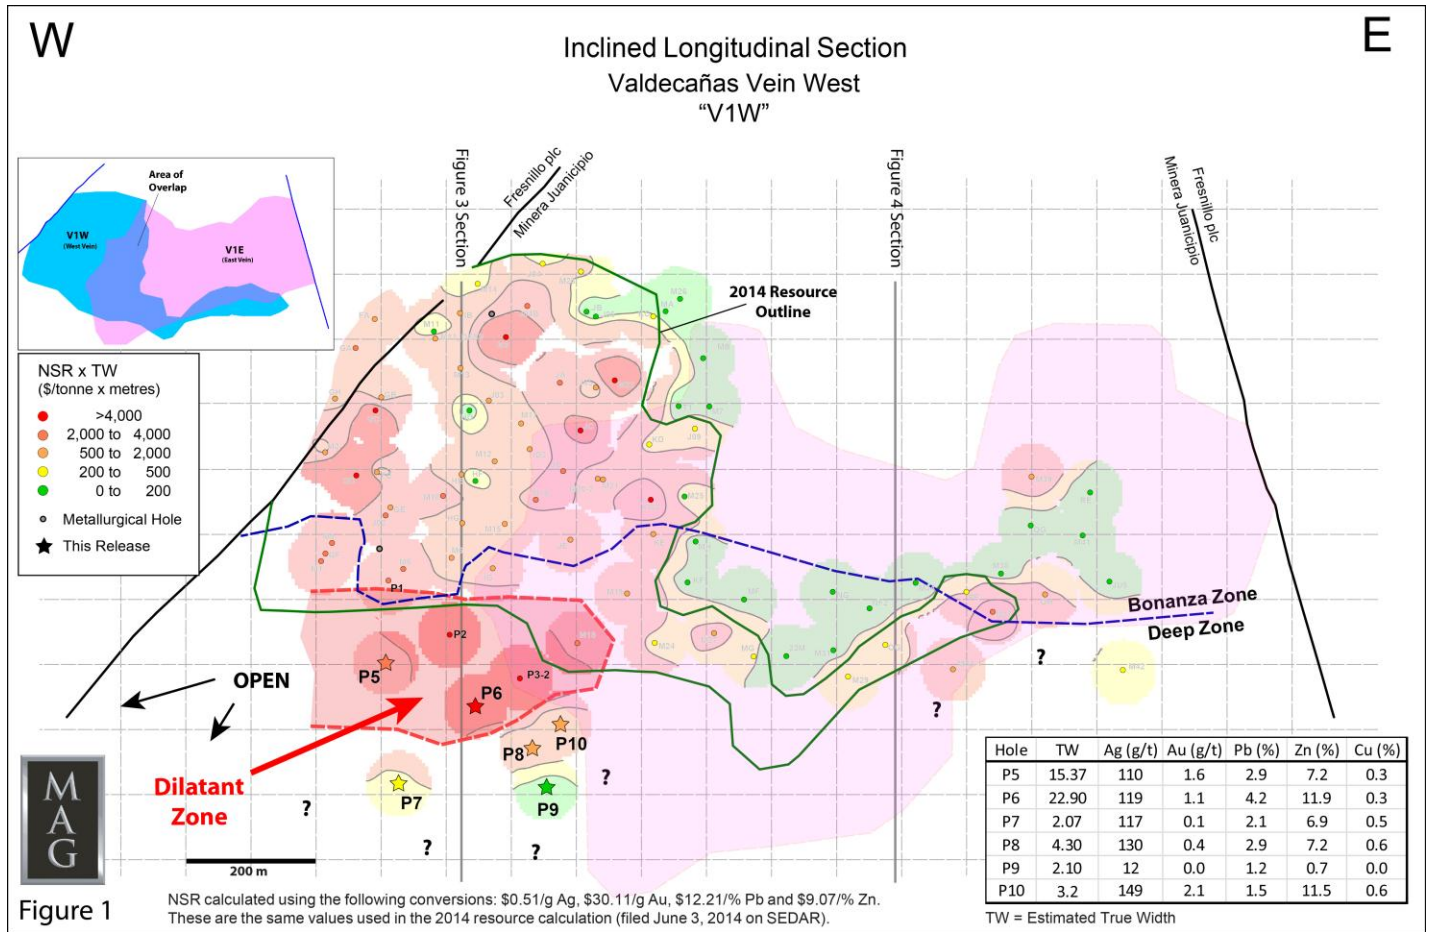 W
E
Inclined Longitudinal Section
Valdecañas Vein West
“V1W”
Area of
Overlap
V1W
(West Vein)
V1E
(East Vein)
Figure 3 Section
Fresnillo plc
Minera Juanicipio
Figure 4 Section
Fresnillo plc
Minera Juanicipio
2014 Resource
Outline
NSR x TW
($/tonne x metres)
>4,000
2,000 to 4,000
500 to 2,000
200 to 500
0 to 200
Metallurgical Hole
This Release
M11
P1
Bonanza Zone
Deep Zone
P2
M24
P5
P3-2
P6
OPEN
P10
P8
?
?
?
P7
P9
Dilatant
Zone
?
?
?
200 m
MAG
Figure 1
Hole TW Ag (g/t) Au (g/t) Pb (%) Zn (%) Cu (%)
P5 15.37 110 1.6 2.9 7.2 0.3
P6 22.90 119 1.1 4.2 11.9 0.3
P7 2.07 117 0.1 2.1 6.9 0.5
P8 4.30 130 0.4 2.9 7.2 0.6
P9 2.10 12 0.0 1.2 0.7 0.0
P10 3.2 149 2.1 1.5 11.5 0.6
TW = Estimated True Width
NSR calculated using the following conversions: $0.51/g Ag, $30.11/g Au, $12.21/% Pb and $9.07/% Zn.
These are the same values used in the 2014 resource calculation (filed June 3, 2014 on SEDAR).